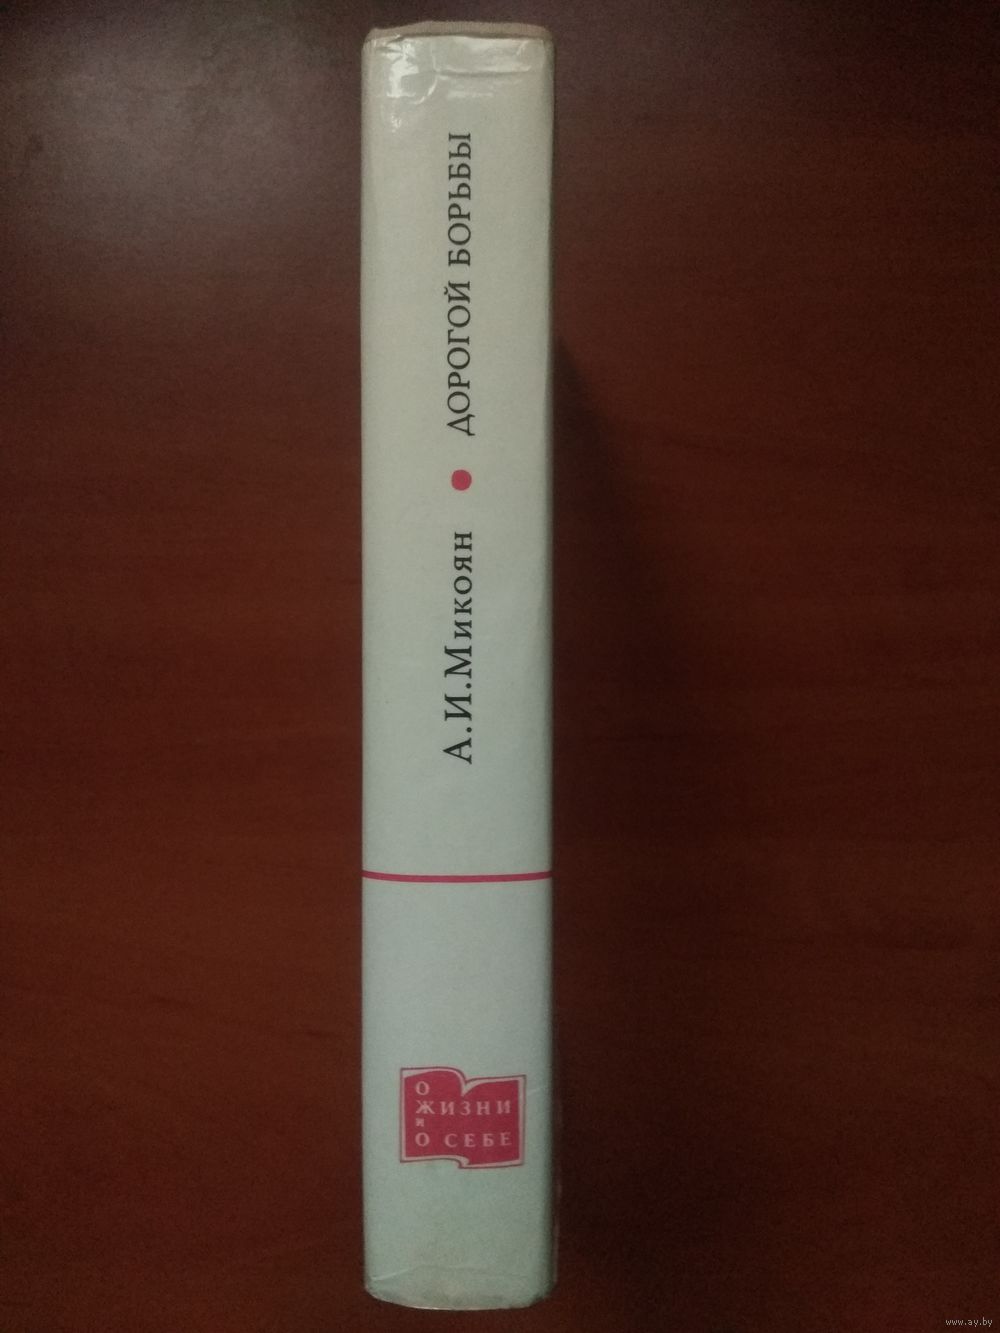 А.И.Микоян • ДОРОГОЙ БОРЬБЫ
О
ЖИЗНИ
и
О СЕБЕ
www.ay.by